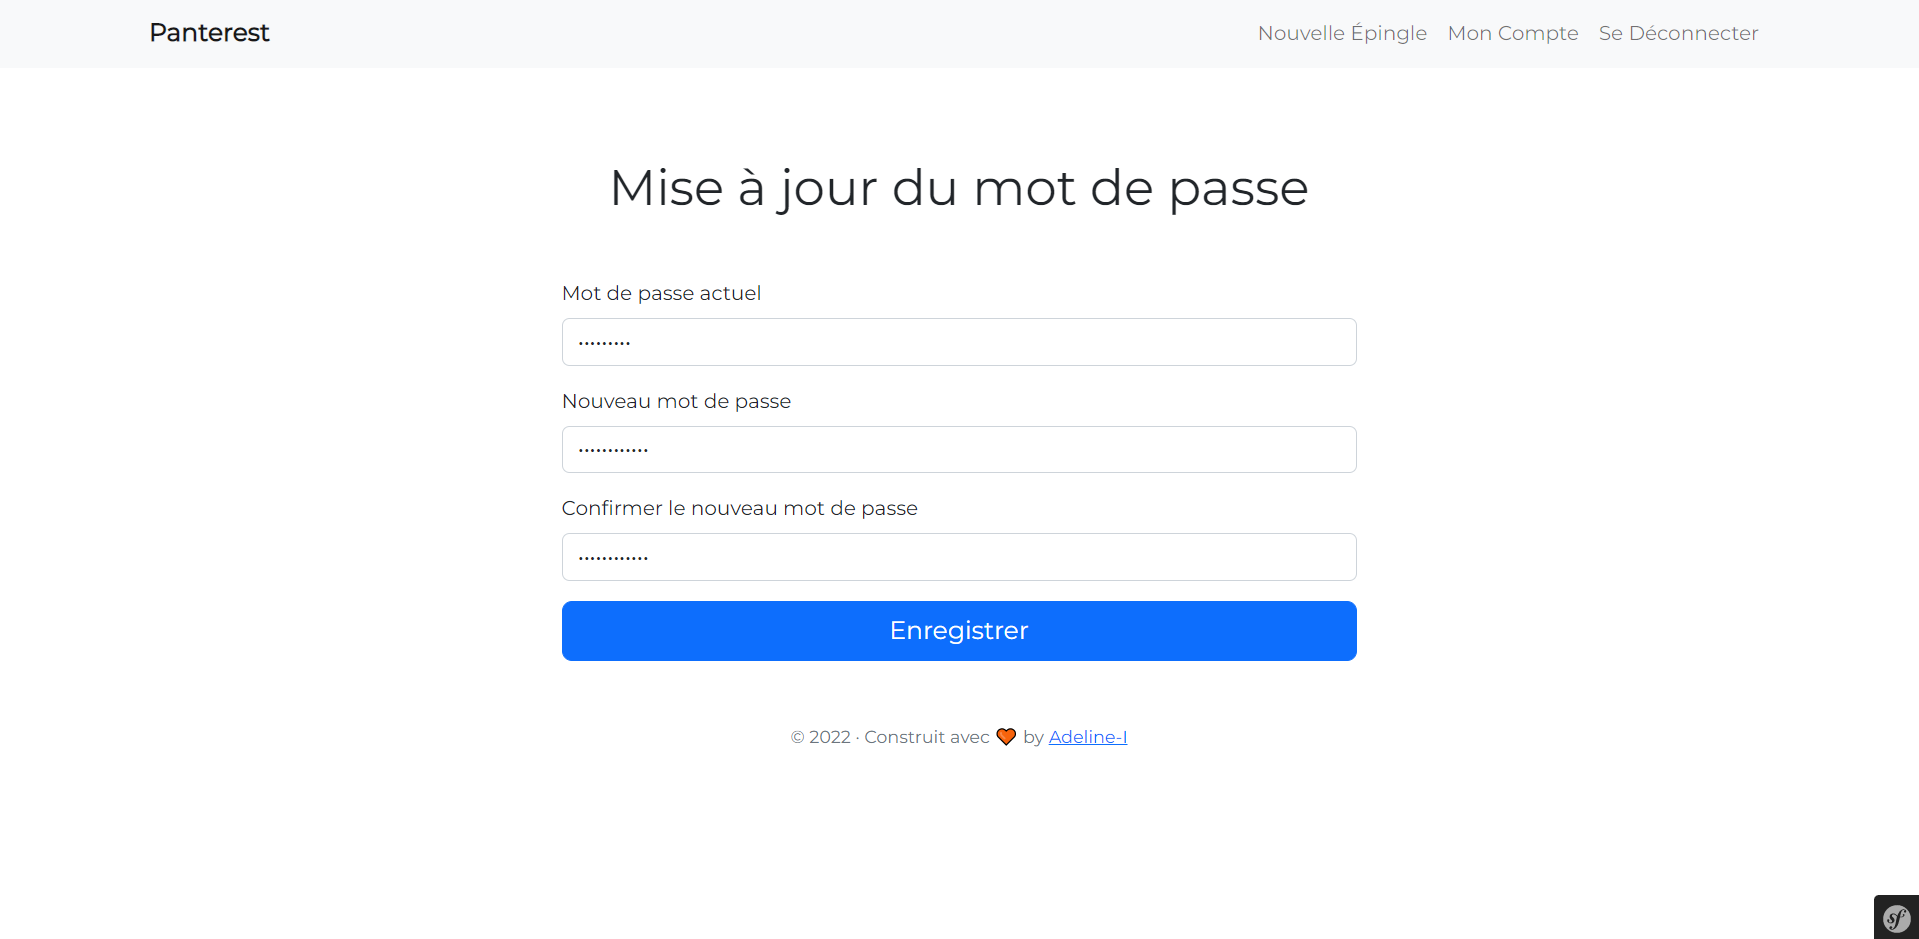 Panterest
Nouvelle Épingle Mon Compte Se Déconnecter
Mise à jour du mot de passe
Mot de passe actuel
•••••••••
Nouveau mot de passe
••••••••••••
Confirmer le nouveau mot de passe
••••••••••••
Enregistrer
© 2022 · Construit avec 🧡 by Adeline-I
sf